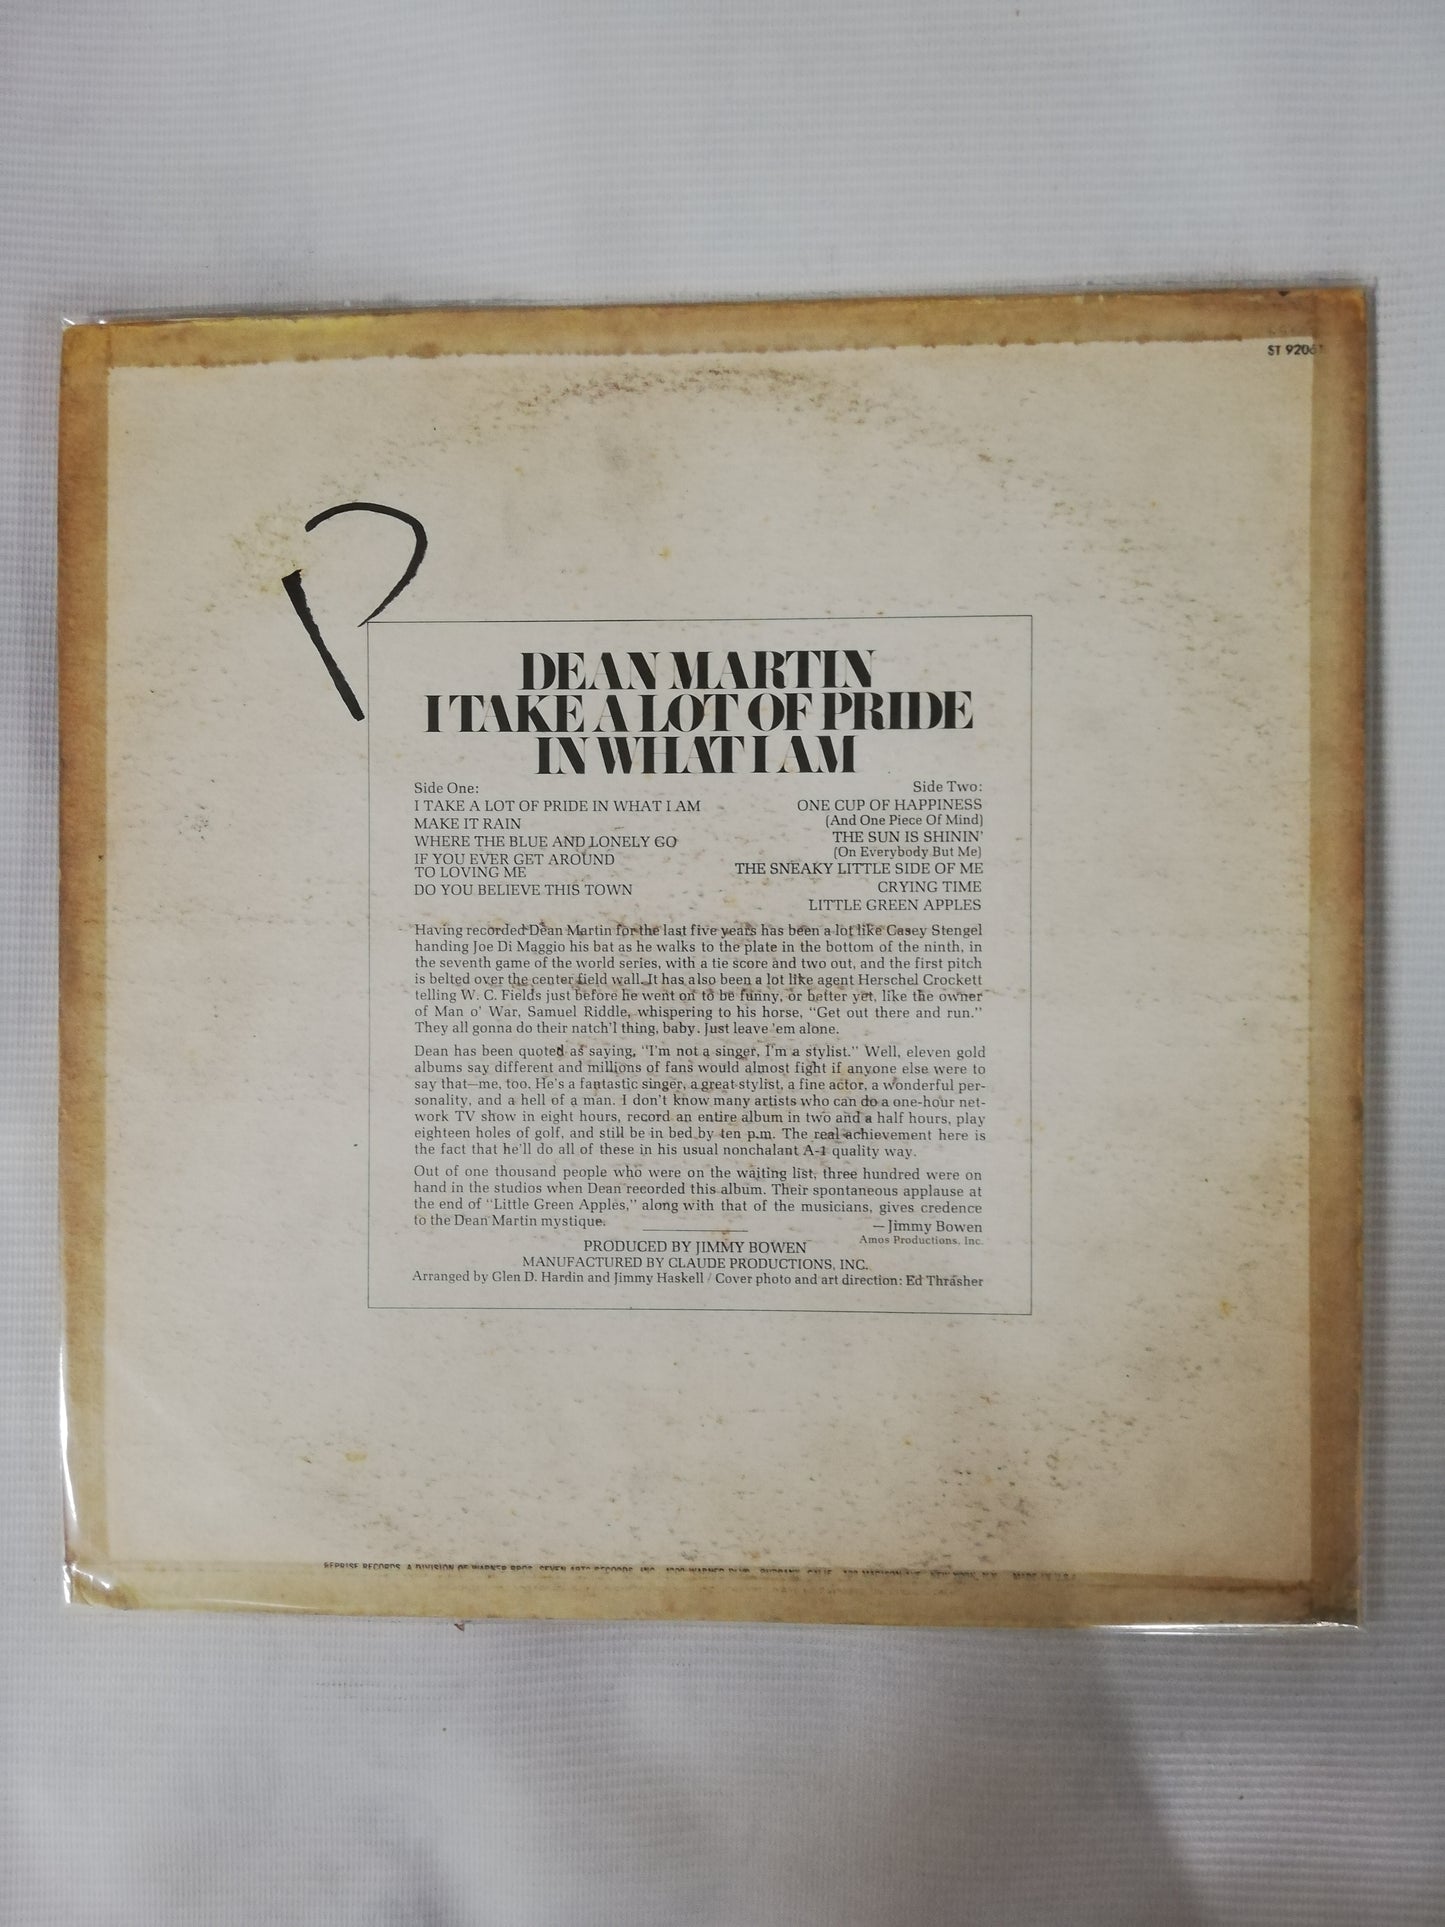 ST 92061
P
DEAN MARTIN
I TAKE A LOT OF PRIDE
IN WHAT I AM
Side One:
I TAKE A LOT OF PRIDE IN WHAT I AM
MAKE IT RAIN
WHERE THE BLUE AND LONELY GO
IF YOU EVER GET AROUND
TO LOVING ME
DO YOU BELIEVE THIS TOWN
Side Two:
ONE CUP OF HAPPINESS
(And One Piece Of Mind)
THE SUN IS SHININ'
(On Everybody But Me)
THE SNEAKY LITTLE SIDE OF ME
CRYING TIME
LITTLE GREEN APPLES
Having recorded Dean Martin for the last five years has been a lot like Casey Stengel
handing Joe Di Maggio his bat as he walks to the plate in the bottom of the ninth, in
the seventh game of the world series, with a tie score and two out, and the first pitch
is belted over the center field wall. It has also been a lot like agent Herschel Crockett
telling W. C. Fields just before he went on to be funny, or better yet, like the owner
of Man o' War, Samuel Riddle, whispering to his horse, "Get out there and run."
They all gonna do their natch'l thing, baby. Just leave 'em alone.
Dean has been quoted as saying, "I'm not a singer, I'm a stylist." Well, eleven gold
albums say different and millions of fans would almost fight if anyone else were to
say that—me, too. He's a fantastic singer, a great stylist, a fine actor, a wonderful per-
sonality, and a hell of a man. I don't know many artists who can do a one-hour net-
work TV show in eight hours, record an entire album in two and a half hours, play
eighteen holes of golf, and still be in bed by ten p.m. The real achievement here is
the fact that he'll do all of these in his usual nonchalant A-1 quality way.
Out of one thousand people who were on the waiting list, three hundred were on
hand in the studios when Dean recorded this album. Their spontaneous applause at
the end of "Little Green Apples," along with that of the musicians, gives credence
to the Dean Martin mystique.
—Jimmy Bowen
Amos Productions, Inc.
PRODUCED BY JIMMY BOWEN
MANUFACTURED BY CLAUDE PRODUCTIONS, INC.
Arranged by Glen D. Hardin and Jimmy Haskell / Cover photo and art direction: Ed Thrasher
REPRISE RECORDS, A DIVISION OF WARNER BROS. SEVEN ARTS RECORDS, INC.